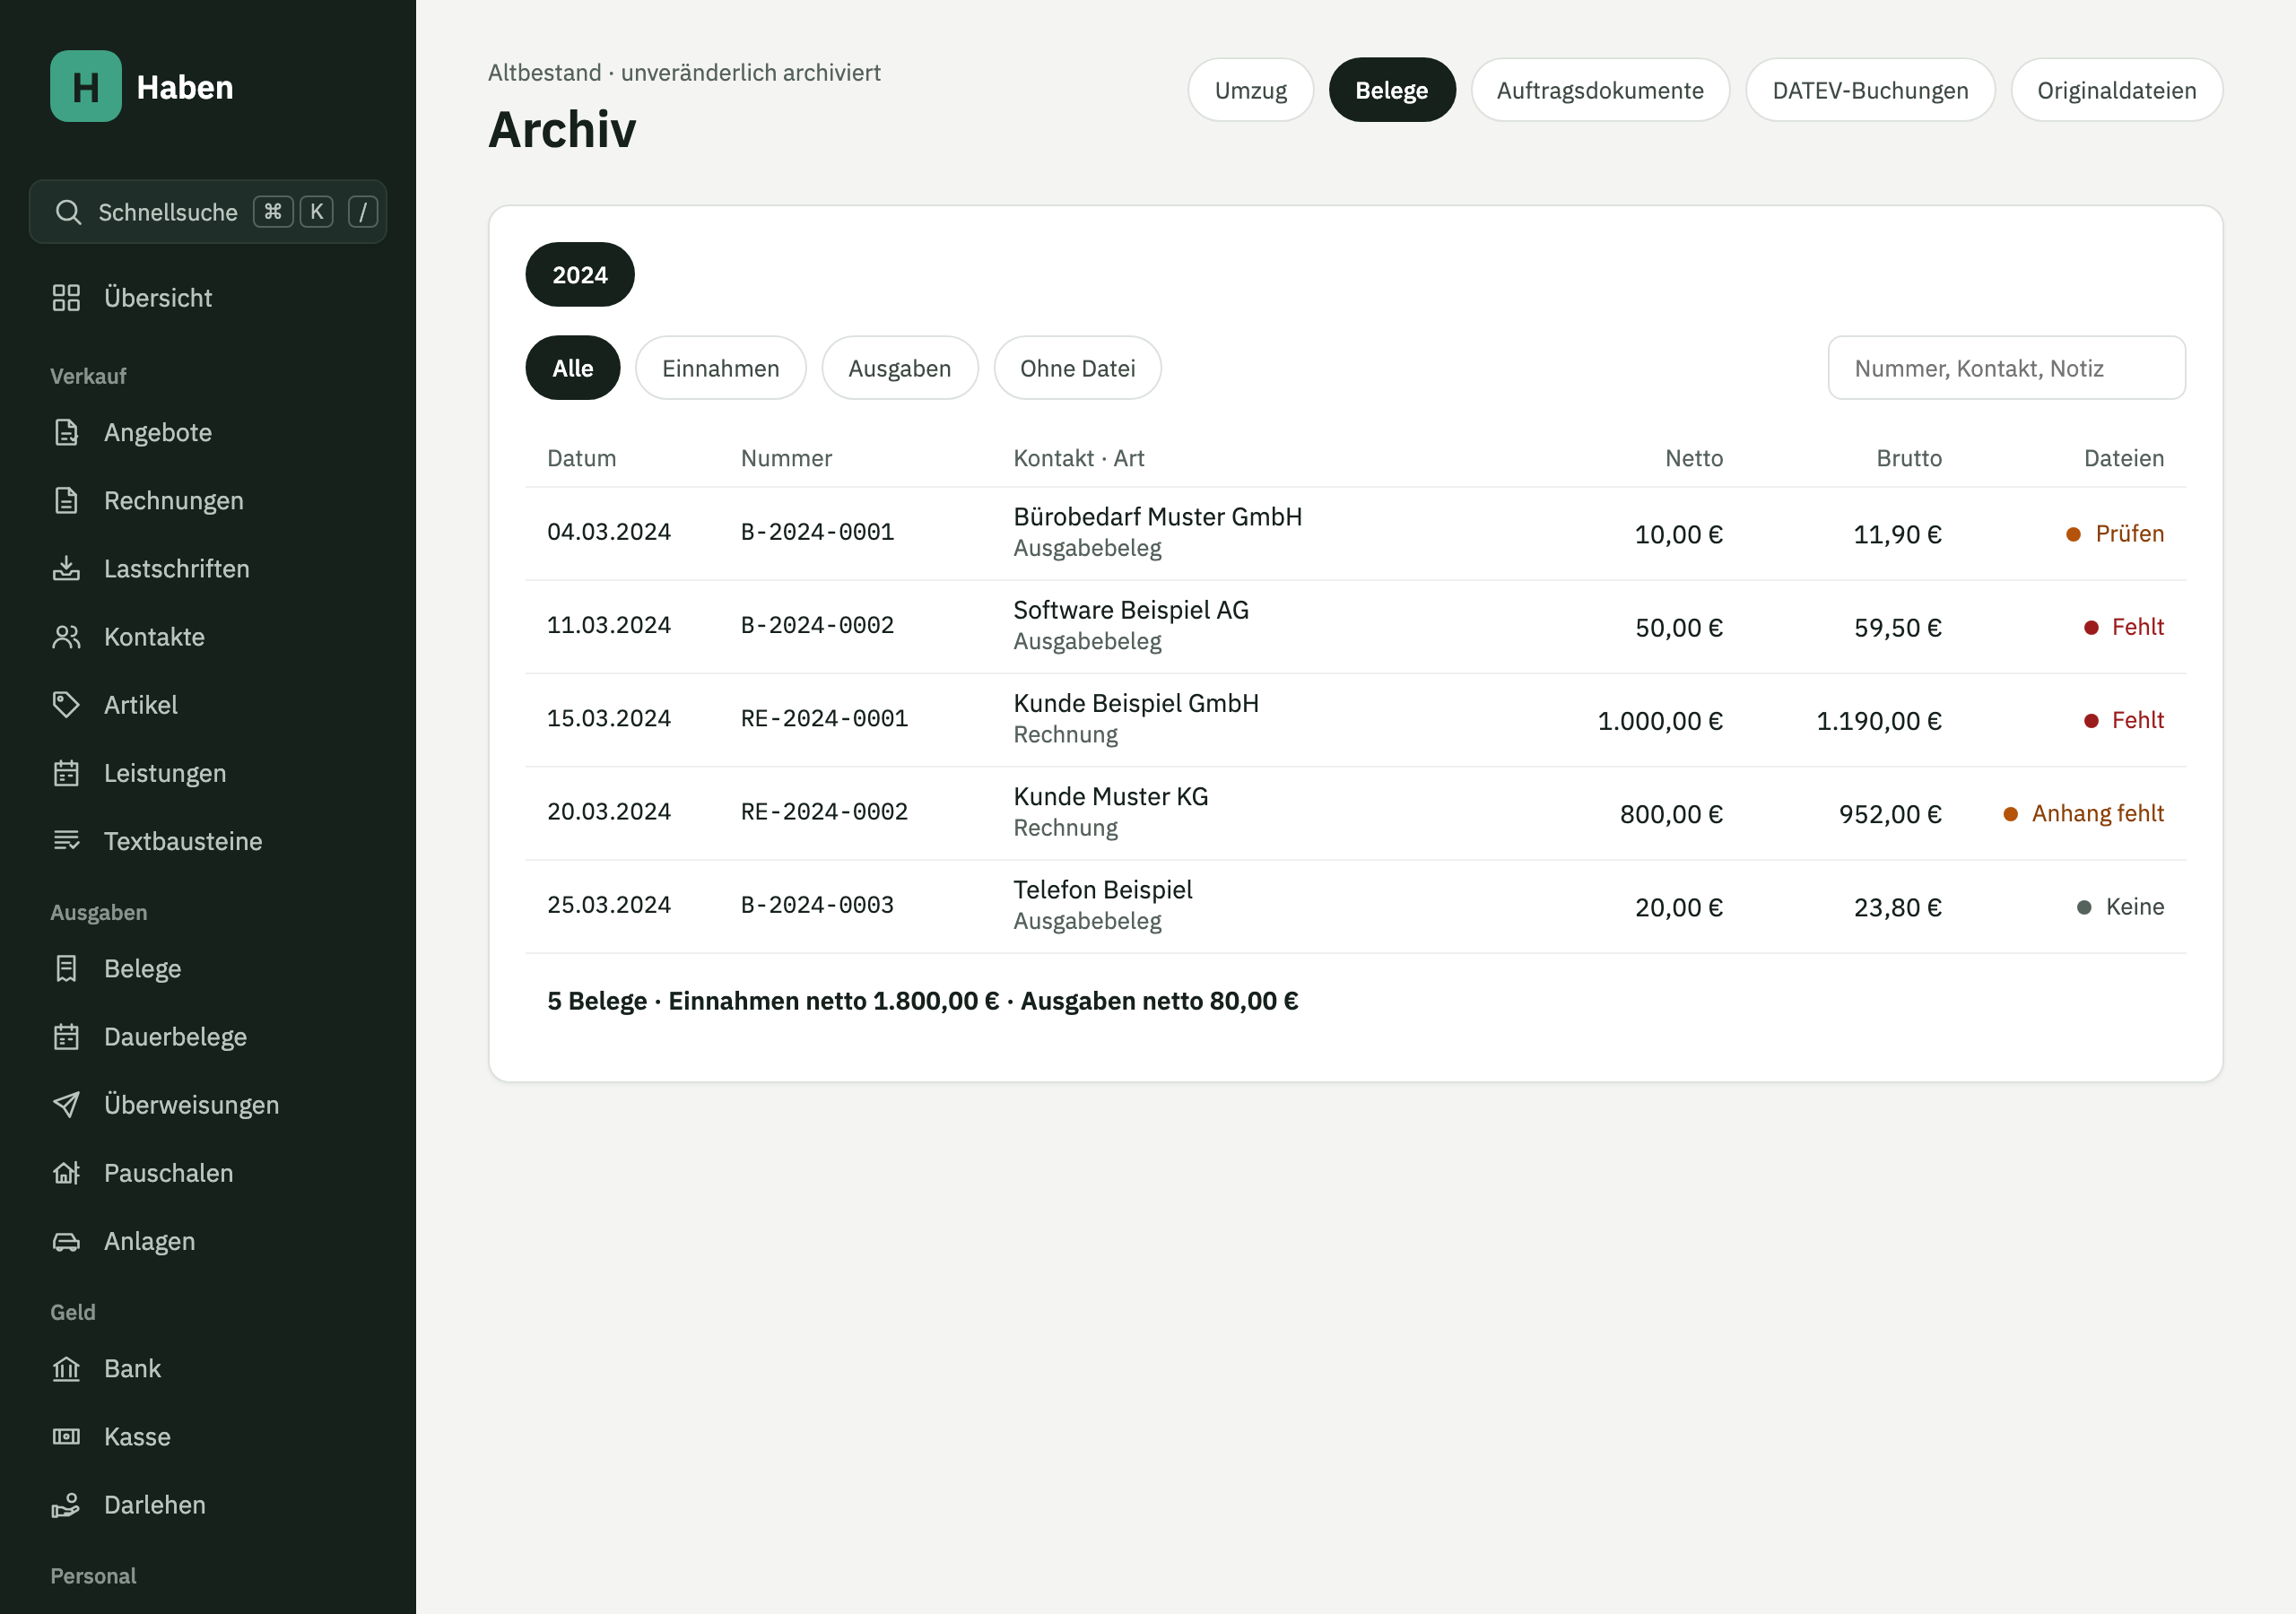 H Haben
Schnellsuche ⌘ K /
Übersicht
Verkauf
Angebote
Rechnungen
Lastschriften
Kontakte
Artikel
Leistungen
Textbausteine
Ausgaben
Belege
Dauerbelege
Überweisungen
Pauschalen
Anlagen
Geld
Bank
Kasse
Darlehen
Personal
Altbestand · unveränderlich archiviert
Archiv
Umzug Belege Auftragsdokumente DATEV-Buchungen Originaldateien
2024
Alle Einnahmen Ausgaben Ohne Datei Nummer, Kontakt, Notiz
Datum Nummer Kontakt · Art Netto Brutto Dateien
04.03.2024 B-2024-0001 Bürobedarf Muster GmbH 10,00 € 11,90 € Prüfen
Ausgabebeleg
11.03.2024 B-2024-0002 Software Beispiel AG 50,00 € 59,50 € Fehlt
Ausgabebeleg
15.03.2024 RE-2024-0001 Kunde Beispiel GmbH 1.000,00 € 1.190,00 € Fehlt
Rechnung
20.03.2024 RE-2024-0002 Kunde Muster KG 800,00 € 952,00 € Anhang fehlt
Rechnung
25.03.2024 B-2024-0003 Telefon Beispiel 20,00 € 23,80 € Keine
Ausgabebeleg
5 Belege · Einnahmen netto 1.800,00 € · Ausgaben netto 80,00 €